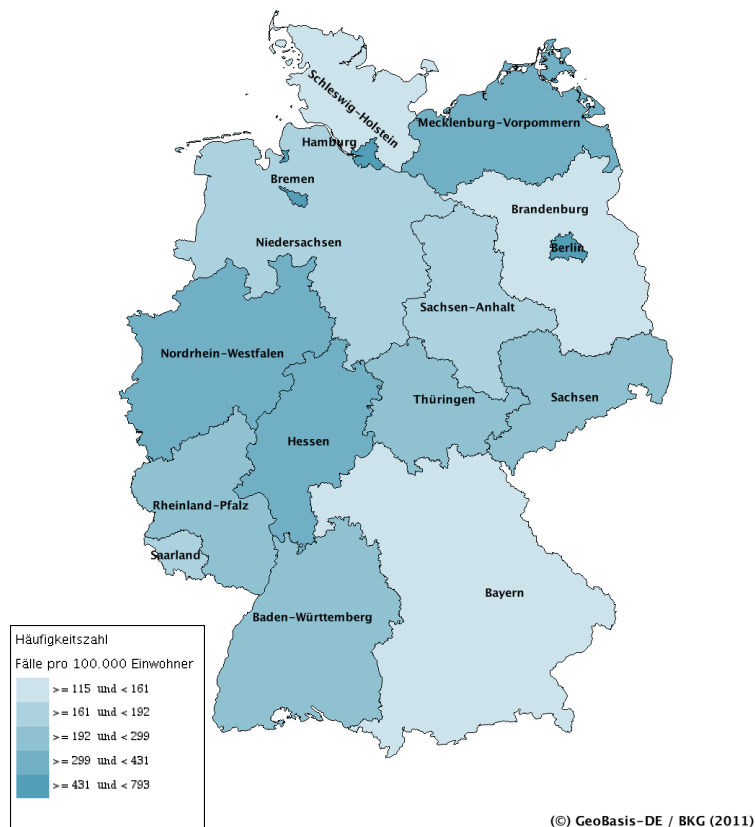 Schleswig-Holstein
Mecklenburg-Vorpommern
Hamburg
Bremen
Brandenburg
Niedersachsen
Berlin
Sachsen-Anhalt
Nordrhein-Westfalen
Thüringen
Sachsen
Hessen
Rheinland-Pfalz
Saarland
Bayern
Baden-Württemberg
Häufigkeitszahl
Fälle pro 100.000 Einwohner
>= 115 und < 161
>= 161 und < 192
>= 192 und < 299
>= 299 und < 431
>= 431 und < 793
(©) GeoBasis-DE / BKG (2011)